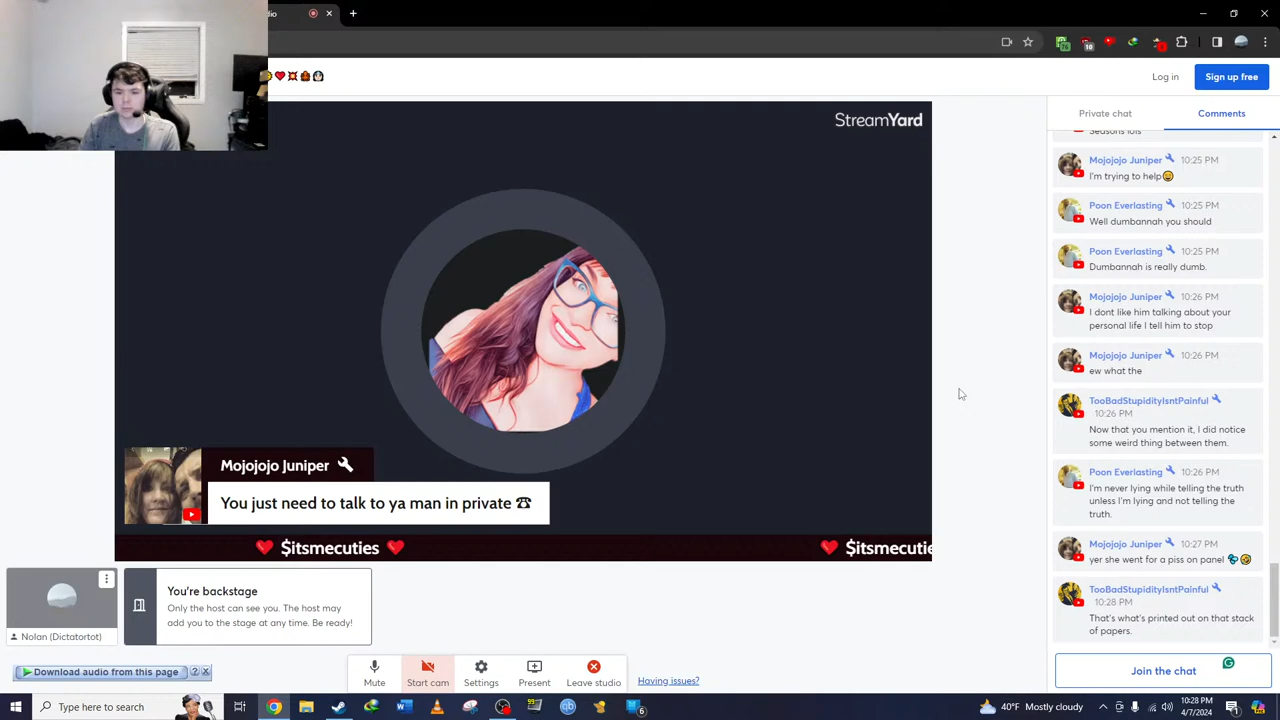 dio
Log in
Sign up free
StreamYard
Private chat
Comments
Seasons lols
Mojojojo Juniper 10:25 PM
I'm trying to help😄
Poon Everlasting 10:25 PM
Well dumbannah you should
Poon Everlasting 10:25 PM
Dumbannah is really dumb.
Mojojojo Juniper 10:26 PM
I dont like him talking about your
personal life I tell him to stop
Mojojojo Juniper 10:26 PM
ew what the
TooBadStupidityIsntPainful
10:26 PM
Now that you mention it, I did notice
some weird thing between them.
Poon Everlasting 10:26 PM
I'm never lying while telling the truth
unless I'm lying and not telling the
truth.
Mojojojo Juniper 10:27 PM
yer she went for a piss on panel
TooBadStupidityIsntPainful
10:28 PM
That's what's printed out on that stack
of papers.
Join the chat
Mojojojo Juniper
You just need to talk to ya man in private ☎
❤ $itsmecuties ❤
❤ $itsmecutie
Nolan (Dictatortot)
You're backstage
Only the host can see you. The host may
add you to the stage at any time. Be ready!
Download audio from this page ? X
Mute
Start cam
Settings
Present
Leave studio
Having issues?
Type here to search
40°F Mostly cloudy
10:28 PM
4/7/2024